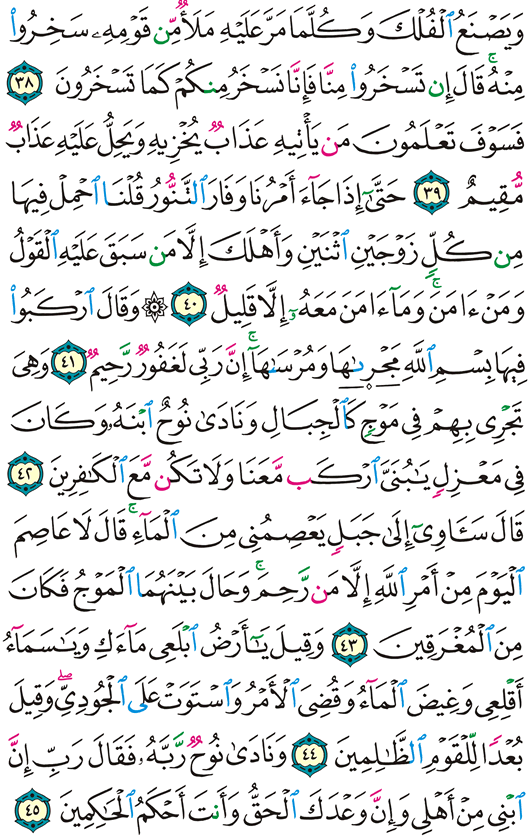 وَيَصْنَعُ ٱلْفُلْكَ وَكُلَّمَا مَرَّ عَلَيْهِ مَلَأٌ مِّن قَوْمِهِۦ سَخِرُوا۟
مِنْهُ ۚ قَالَ إِن تَسْخَرُوا۟ مِنَّا فَإِنَّا نَسْخَرُ مِنكُمْ كَمَا تَسْخَرُونَ ٣٨
فَسَوْفَ تَعْلَمُونَ مَن يَأْتِيهِ عَذَابٌ يُخْزِيهِ وَيَحِلُّ عَلَيْهِ عَذَابٌ
مُّقِيمٌ ٣٩ حَتَّىٰٓ إِذَا جَآءَ أَمْرُنَا وَفَارَ ٱلتَّنُّورُ قُلْنَا ٱحْمِلْ فِيهَا
مِن كُلٍّ زَوْجَيْنِ ٱثْنَيْنِ وَأَهْلَكَ إِلَّا مَن سَبَقَ عَلَيْهِ ٱلْقَوْلُ
وَمَنْ ءَامَنَ ۚ وَمَآ ءَامَنَ مَعَهُۥٓ إِلَّا قَلِيلٌ ٤٠ ۞ وَقَالَ ٱرْكَبُوا۟
فِيهَا بِسْمِ ٱللَّهِ مَجْر۪ىٰهَا وَمُرْسَىٰهَآ ۚ إِنَّ رَبِّى لَغَفُورٌ رَّحِيمٌ ٤١ وَهِىَ
تَجْرِى بِهِمْ فِى مَوْجٍ كَٱلْجِبَالِ وَنَادَىٰ نُوحٌ ٱبْنَهُۥ وَكَانَ
فِى مَعْزِلٍ يَٰبُنَىَّ ٱرْكَب مَّعَنَا وَلَا تَكُن مَّعَ ٱلْكَٰفِرِينَ ٤٢
قَالَ سَـَٔاوِىٓ إِلَىٰ جَبَلٍ يَعْصِمُنِى مِنَ ٱلْمَآءِ ۚ قَالَ لَا عَاصِمَ
ٱلْيَوْمَ مِنْ أَمْرِ ٱللَّهِ إِلَّا مَن رَّحِمَ ۚ وَحَالَ بَيْنَهُمَا ٱلْمَوْجُ فَكَانَ
مِنَ ٱلْمُغْرَقِينَ ٤٣ وَقِيلَ يَٰٓأَرْضُ ٱبْلَعِى مَآءَكِ وَيَٰسَمَآءُ
أَقْلِعِى وَغِيضَ ٱلْمَآءُ وَقُضِىَ ٱلْأَمْرُ وَٱسْتَوَتْ عَلَى ٱلْجُودِىِّ ۖ وَقِيلَ
بُعْدًا لِّلْقَوْمِ ٱلظَّٰلِمِينَ ٤٤ وَنَادَىٰ نُوحٌ رَّبَّهُۥ فَقَالَ رَبِّ إِنَّ
ٱبْنِى مِنْ أَهْلِى وَإِنَّ وَعْدَكَ ٱلْحَقُّ وَأَنتَ أَحْكَمُ ٱلْحَٰكِمِينَ ٤٥